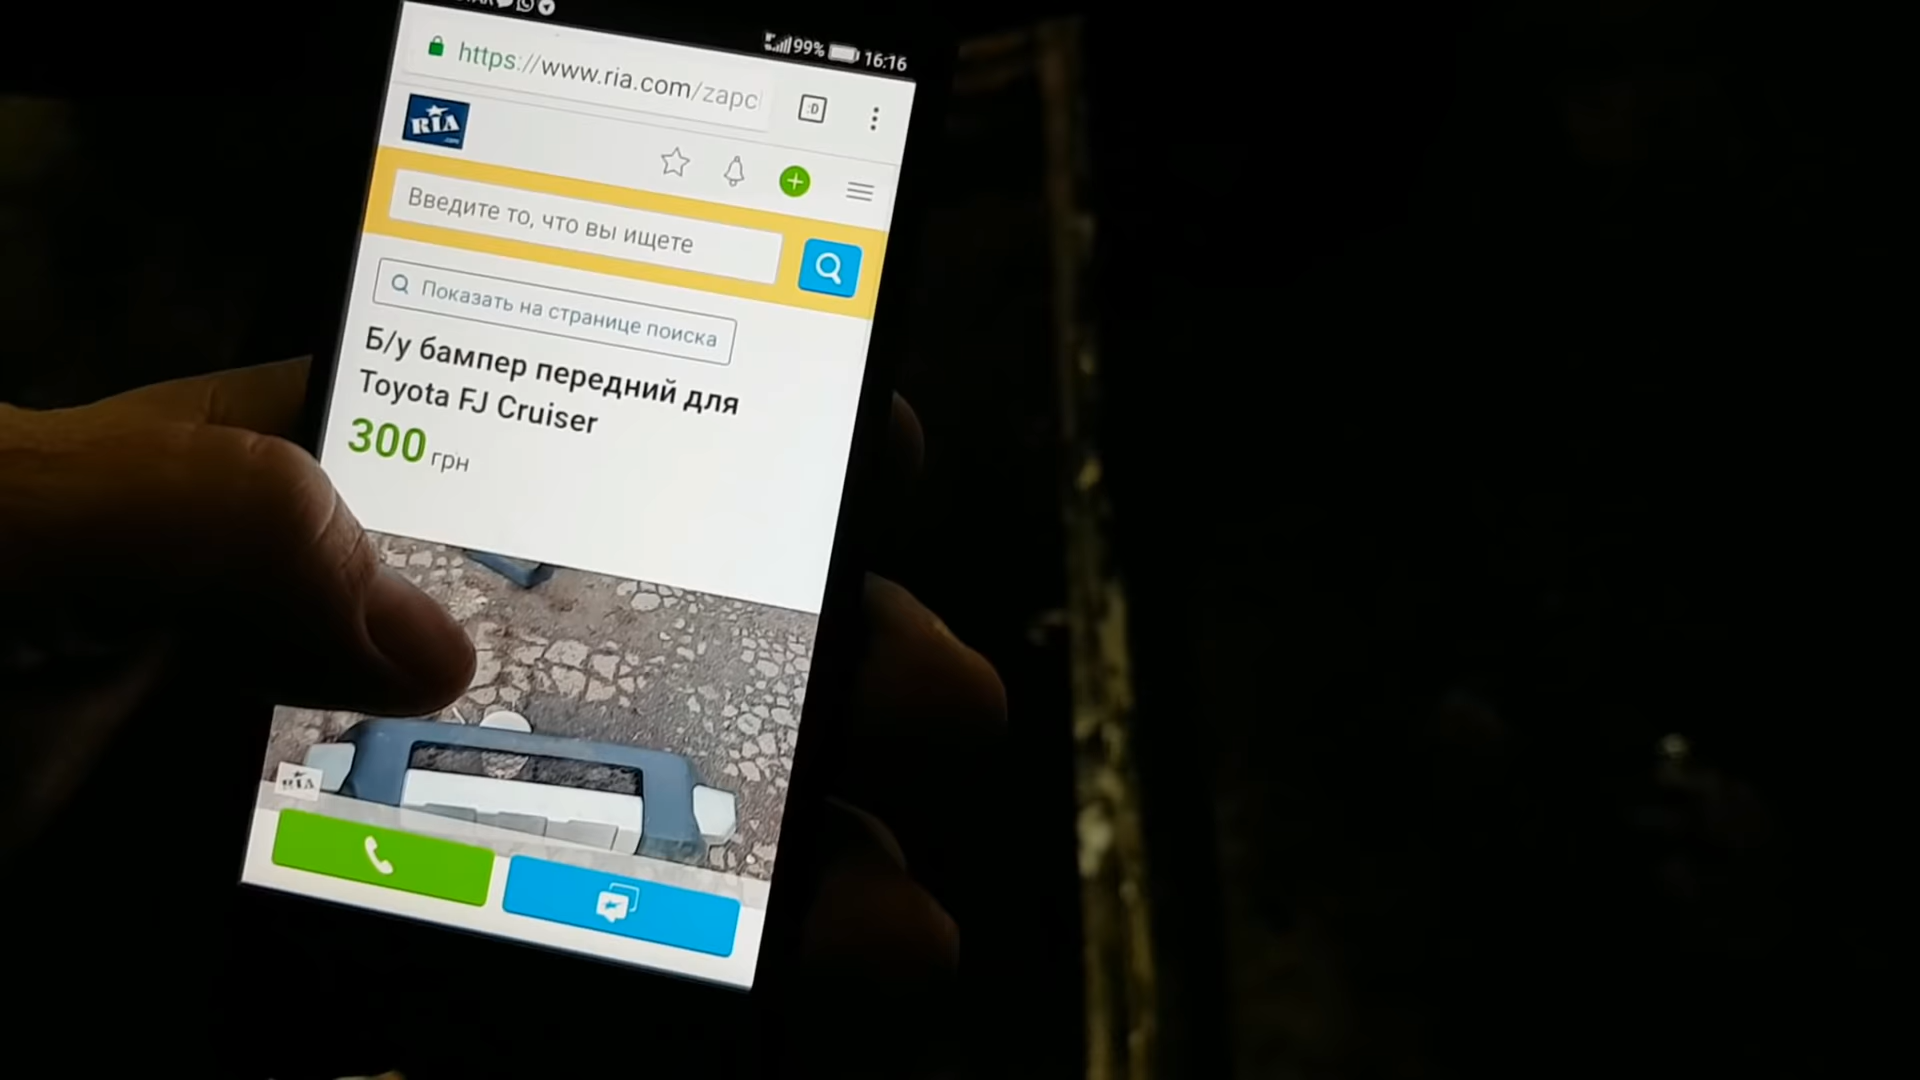 99% 16:16
https://www.ria.com/zapc
:D
RIA
.com
Введите то, что вы ищете
Показать на странице поиска
Б/у бампер передний для
Toyota FJ Cruiser
300 грн
RIA